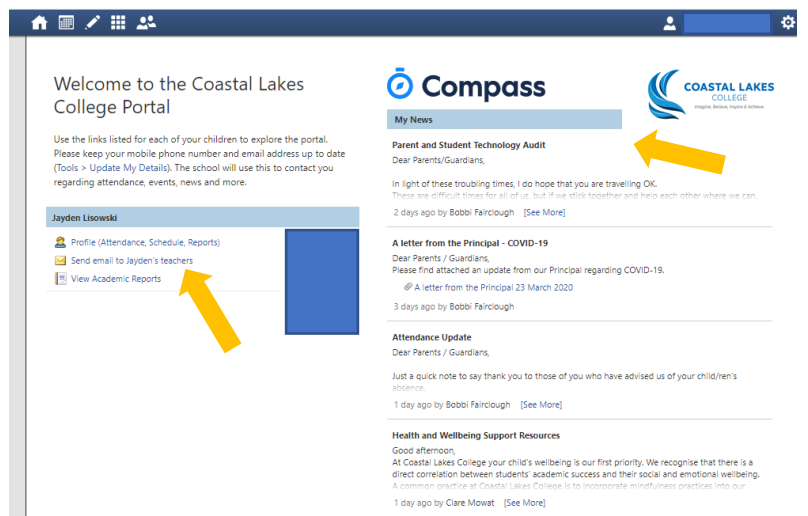 Welcome to the Coastal Lakes
College Portal
Use the links listed for each of your children to explore the portal.
Please keep your mobile phone number and email address up to date
(Tools > Update My Details). The school will use this to contact you
regarding attendance, events, news and more.
Jayden Lisowski
Profile (Attendance, Schedule, Reports)
Send email to Jayden's teachers
View Academic Reports
Compass
COASTAL LAKES
COLLEGE
Imagine, Believe, Inspire & Achieve.
My News
Parent and Student Technology Audit
Dear Parents/Guardians,
In light of these troubling times, I do hope that you are travelling OK.
These are difficult times for all of us, but if we stick together and help each other where we can,
2 days ago by Bobbi Fairclough [See More]
A letter from the Principal - COVID-19
Dear Parents / Guardians,
Please find attached an update from our Principal regarding COVID-19.
A letter from the Principal 23 March 2020
3 days ago by Bobbi Fairclough
Attendance Update
Dear Parents / Guardians,
Just a quick note to say thank you to those of you who have advised us of your child/ren's
absence.
1 day ago by Bobbi Fairclough [See More]
Health and Wellbeing Support Resources
Good afternoon,
At Coastal Lakes College your child's wellbeing is our first priority. We recognise that there is a
direct correlation between students' academic success and their social and emotional wellbeing.
A common practice at Coastal Lakes College is to incorporate mindfulness practices into our
1 day ago by Clare Mowat [See More]